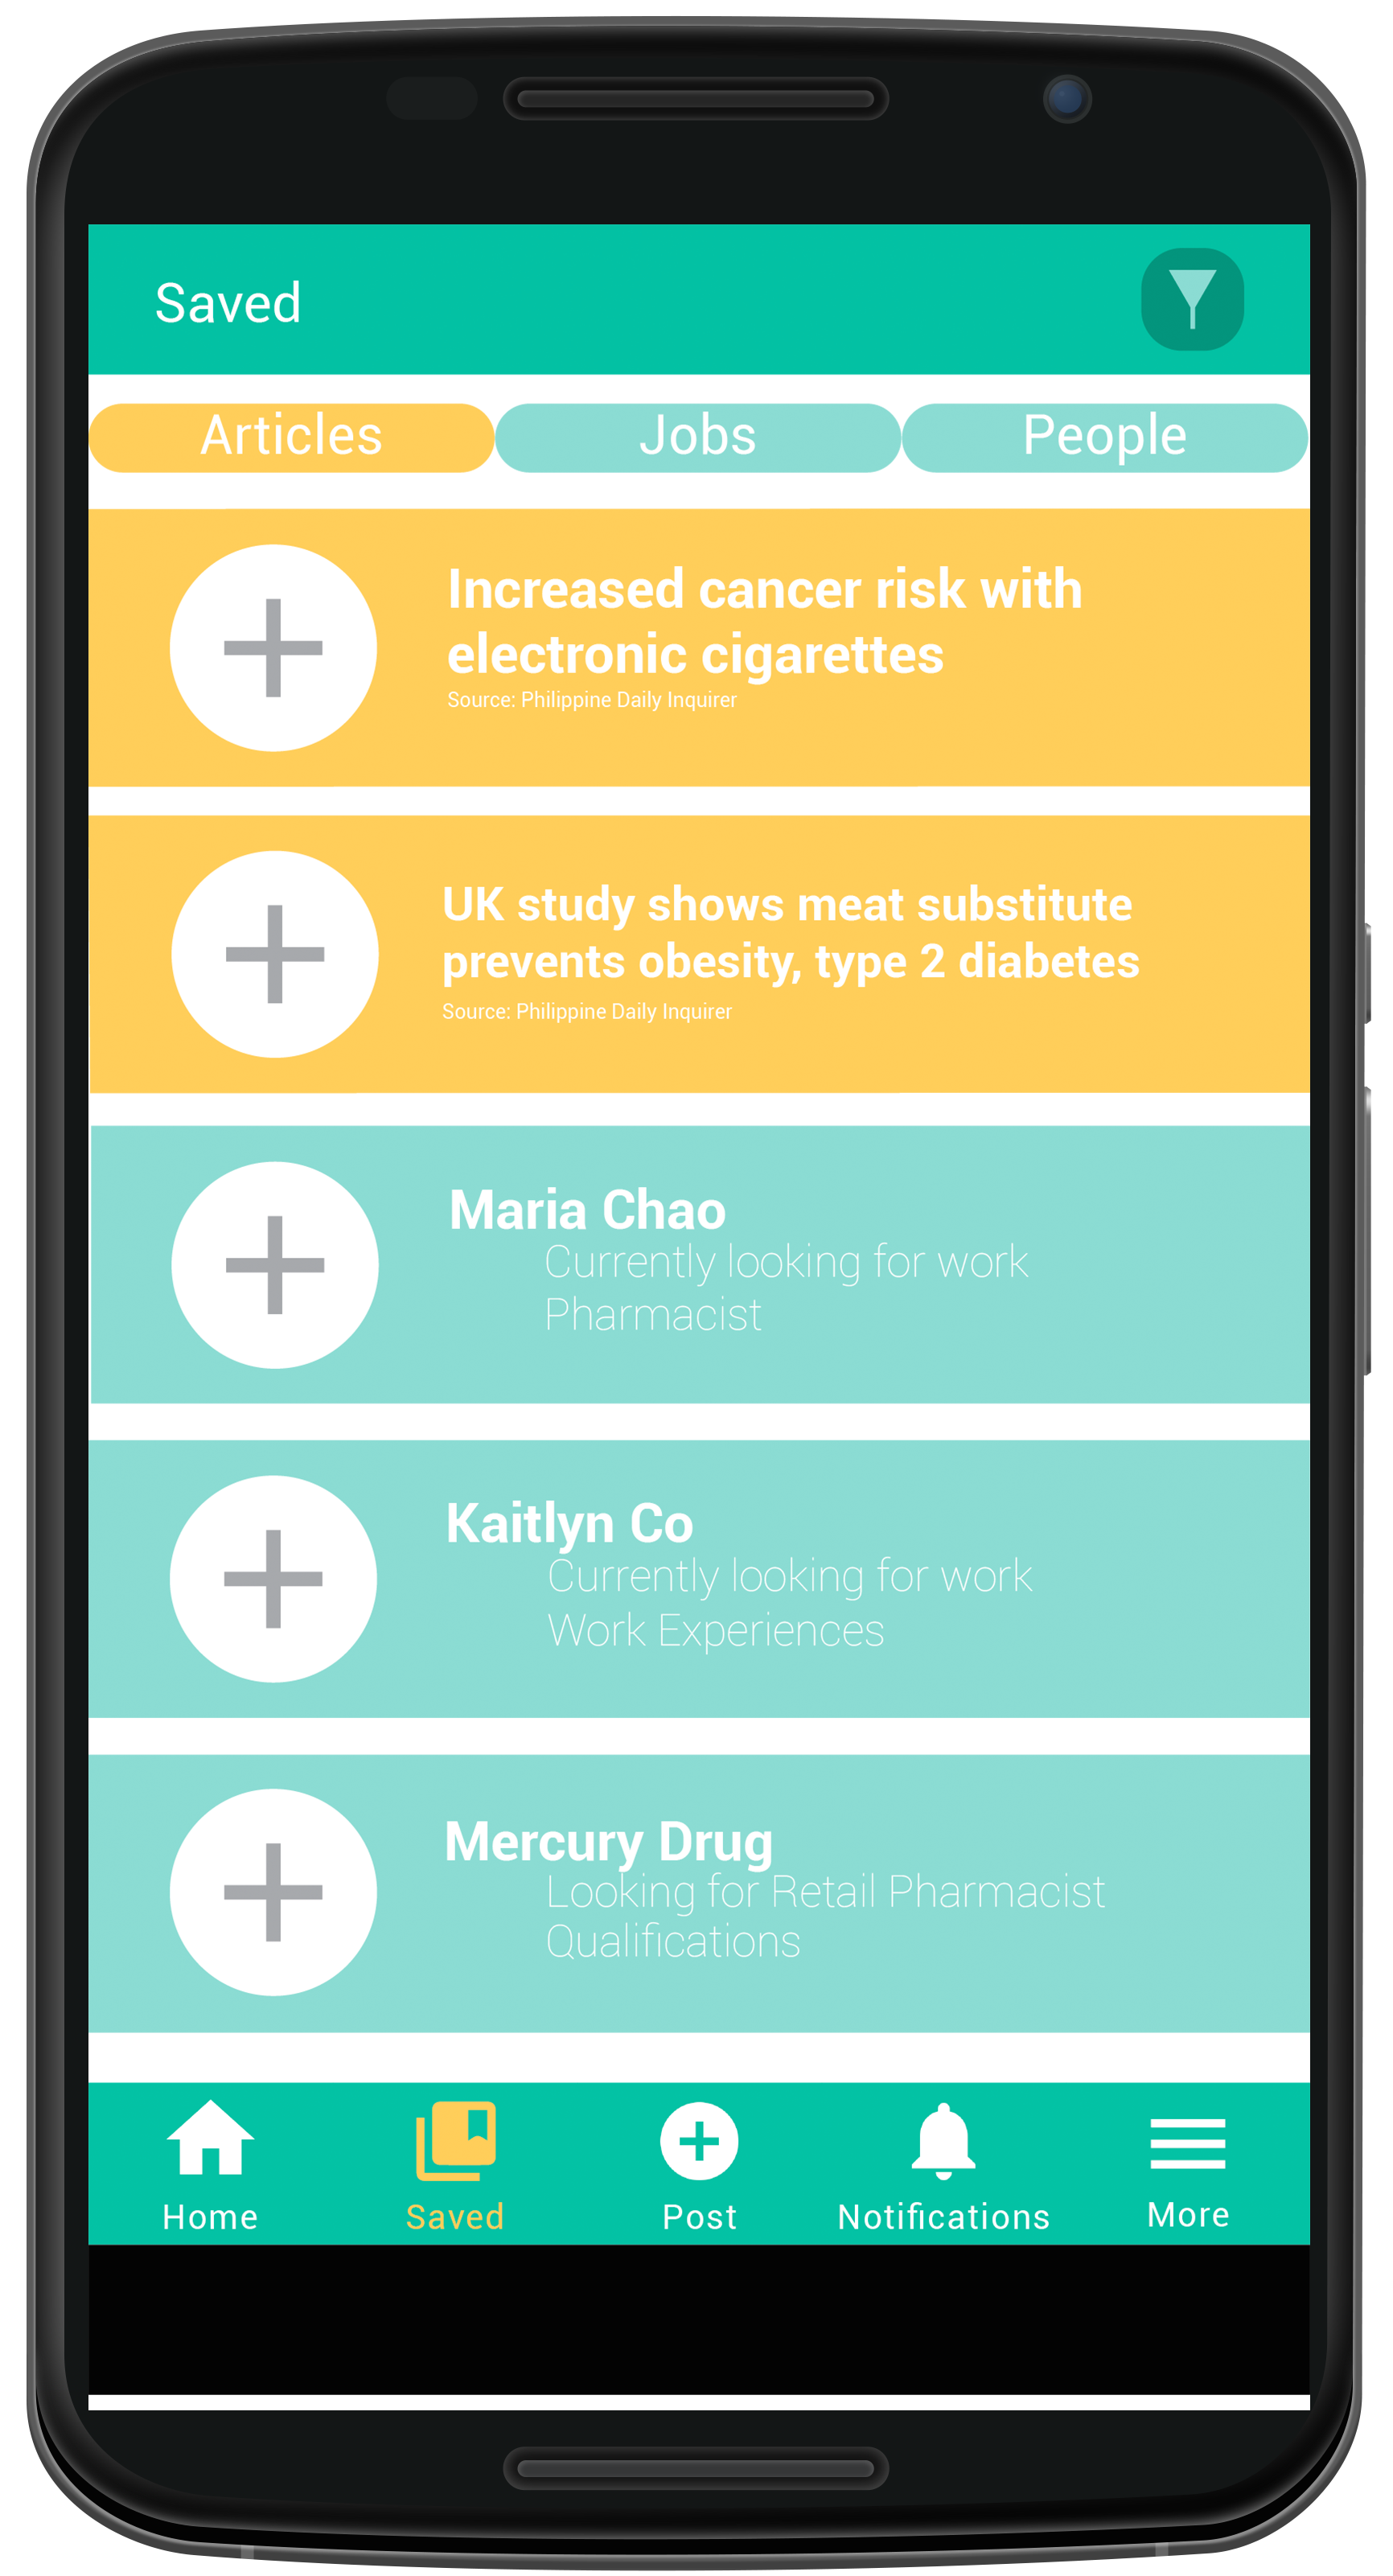 Saved
Articles
Jobs
People
Increased cancer risk with
electronic cigarettes
Source: Philippine Daily Inquirer
UK study shows meat substitute
prevents obesity, type 2 diabetes
Source: Philippine Daily Inquirer
Maria Chao
Currently looking for work
Pharmacist
Kaitlyn Co
Currently looking for work
Work Experiences
Mercury Drug
Looking for Retail Pharmacist
Qualifications
Home
Saved
Post
Notifications
More